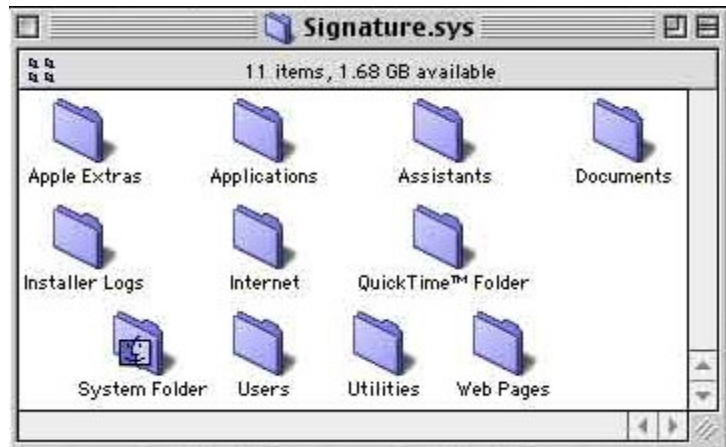 Signature.sys
11 items, 1.68 GB available
Apple Extras Applications Assistants Documents
Installer Logs Internet QuickTime™ Folder
System Folder Users Utilities Web Pages